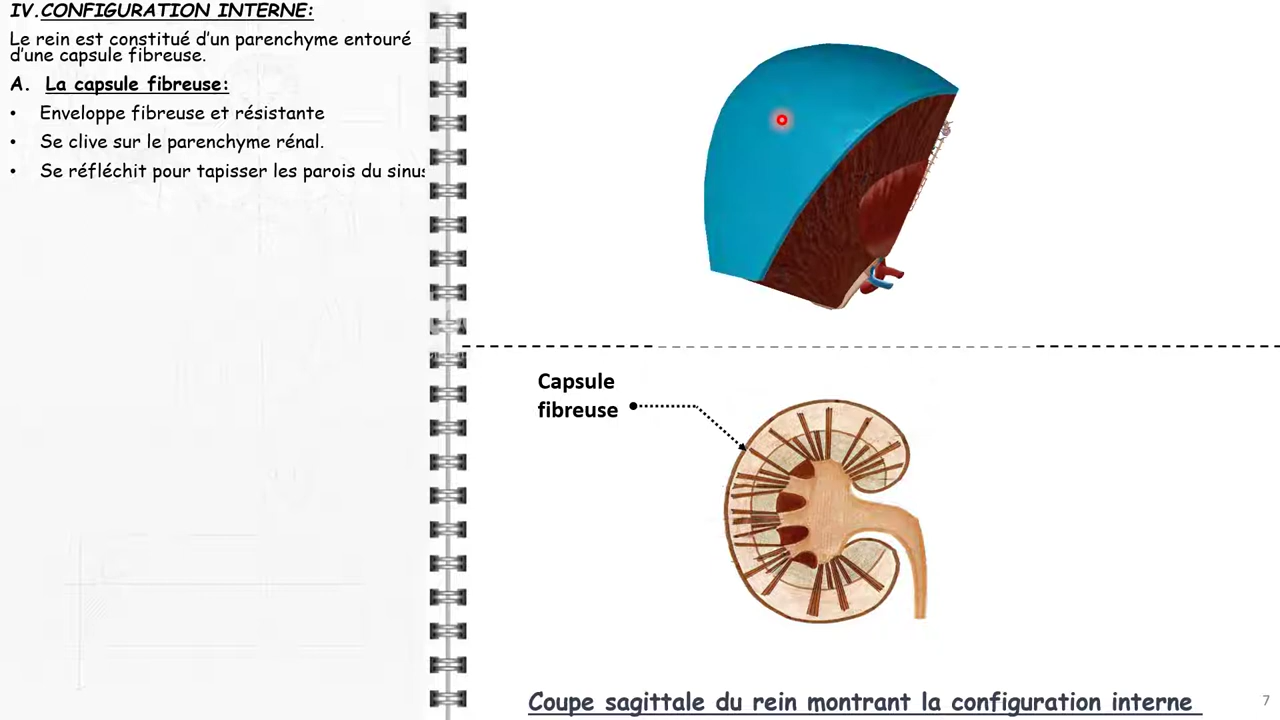 IV.CONFIGURATION INTERNE:
Le rein est constitué d'un parenchyme entouré
d'une capsule fibreuse.
A. La capsule fibreuse:
• Enveloppe fibreuse et résistante
• Se clive sur le parenchyme rénal.
• Se réfléchit pour tapisser les parois du sinus
Capsule
fibreuse
Coupe sagittale du rein montrant la configuration interne
7